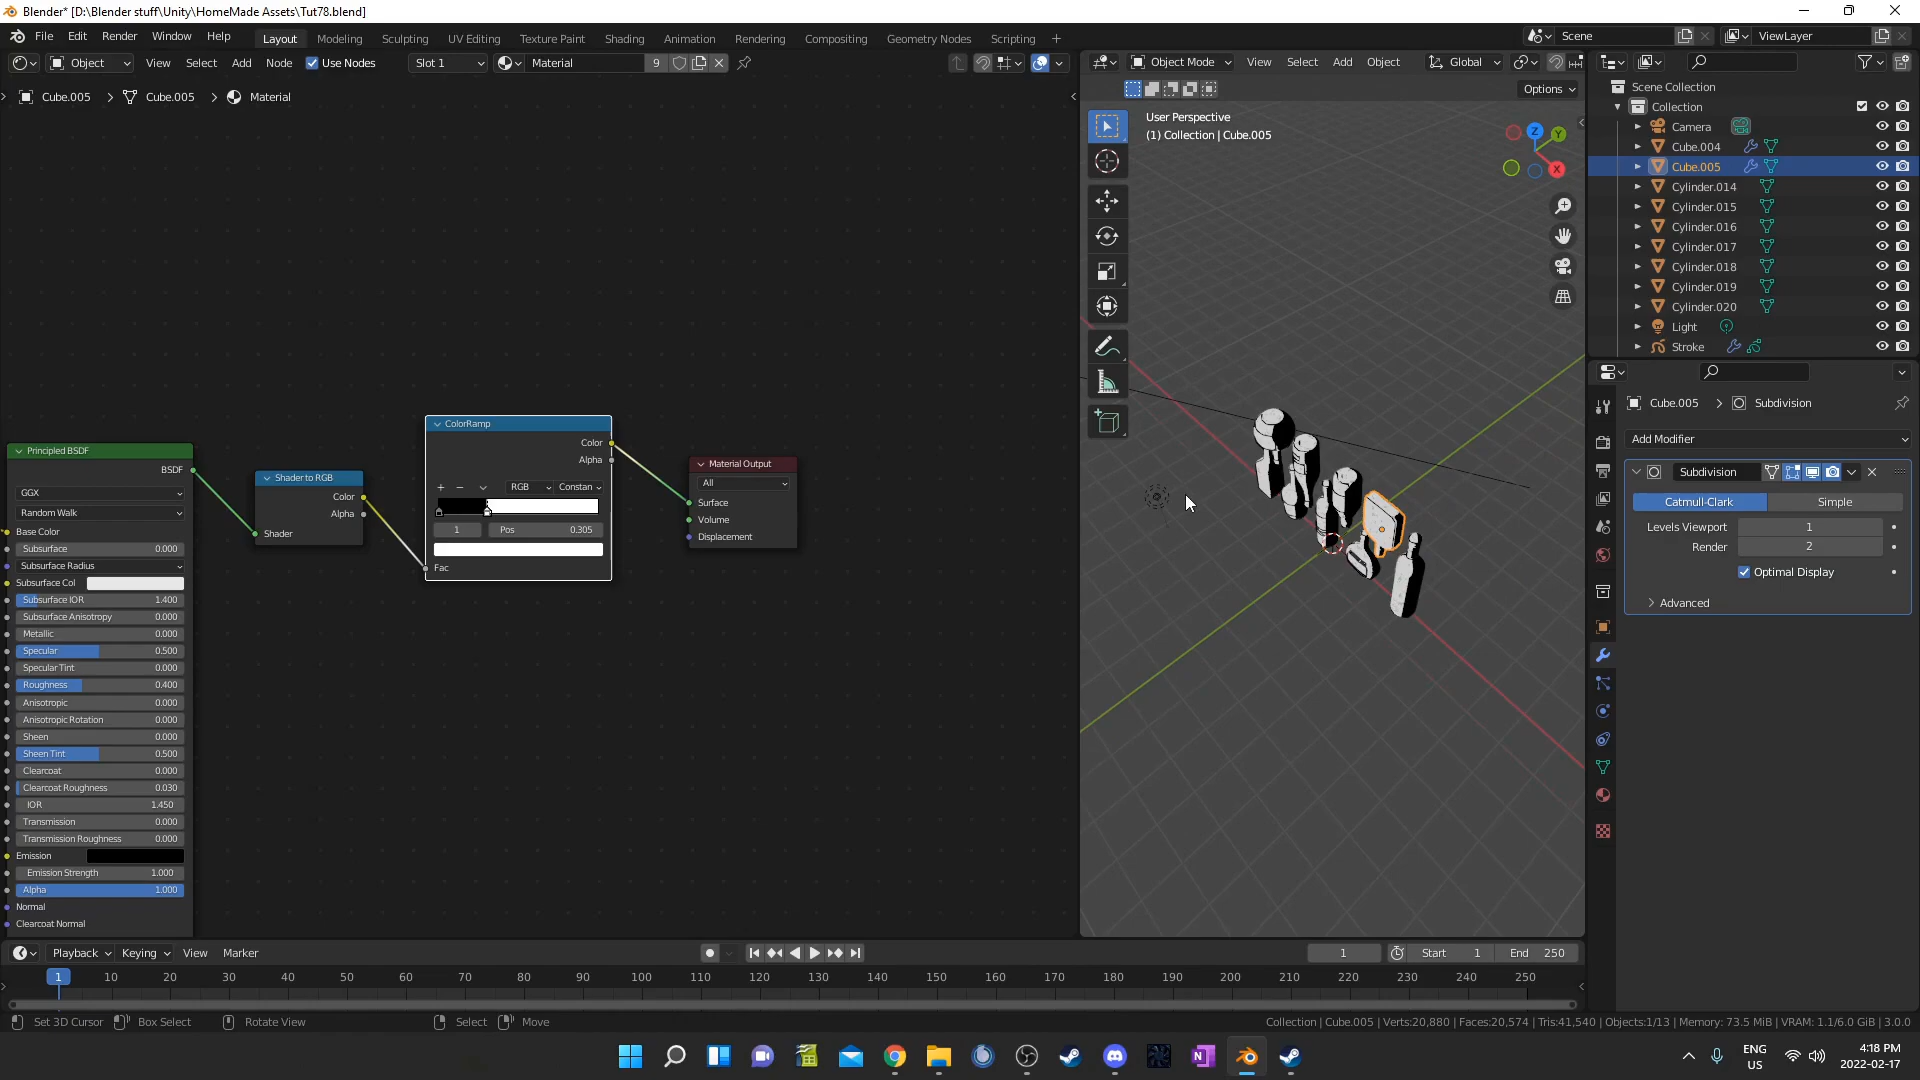 Blender* [D:\Blender stuff\Unity\HomeMade Assets\Tut78.blend]
File Edit Render Window Help Layout Modeling Sculpting UV Editing Texture Paint Shading Animation Rendering Compositing Geometry Nodes Scripting + Scene ViewLayer
Object View Select Add Node Use Nodes Slot 1 Material 9
Object Mode View Select Add Object Global
Options
Cube.005 > Cube.005 > Material
User Perspective
(1) Collection | Cube.005
Z
Y
X
Scene Collection
Collection
Camera
Cube.004
Cube.005
Cylinder.014
Cylinder.015
Cylinder.016
Cylinder.017
Cylinder.018
Cylinder.019
Cylinder.020
Light
Stroke
Principled BSDF
BSDF
GGX
Random Walk
Base Color
Subsurface 0.000
Subsurface Radius
Subsurface Col
Subsurface IOR 1.400
Subsurface Anisotropy 0.000
Metallic 0.000
Specular 0.500
Specular Tint 0.000
Roughness 0.400
Anisotropic 0.000
Anisotropic Rotation 0.000
Sheen 0.000
Sheen Tint 0.500
Clearcoat 0.000
Clearcoat Roughness 0.030
IOR 1.450
Transmission 0.000
Transmission Roughness 0.000
Emission
Emission Strength 1.000
Alpha 1.000
Normal
Clearcoat Normal
Shader to RGB
Color
Alpha
Shader
ColorRamp
Color
Alpha
+ − RGB Constan
1 Pos 0.305
Fac
Material Output
All
Surface
Volume
Displacement
Cube.005 > Subdivision
Add Modifier
Subdivision
Catmull-Clark Simple
Levels Viewport 1
Render 2
Optimal Display
Advanced
Playback Keying View Marker 1 Start 1 End 250
1 10 20 30 40 50 60 70 80 90 100 110 120 130 140 150 160 170 180 190 200 210 220 230 240 250
Set 3D Cursor Box Select Rotate View Select Move Collection | Cube.005 | Verts:20,880 | Faces:20,574 | Tris:41,540 | Objects:1/13 | Memory: 73.5 MiB | VRAM: 1.1/6.0 GiB | 3.0.0
N
ENG
US
4:18 PM
2022-02-17